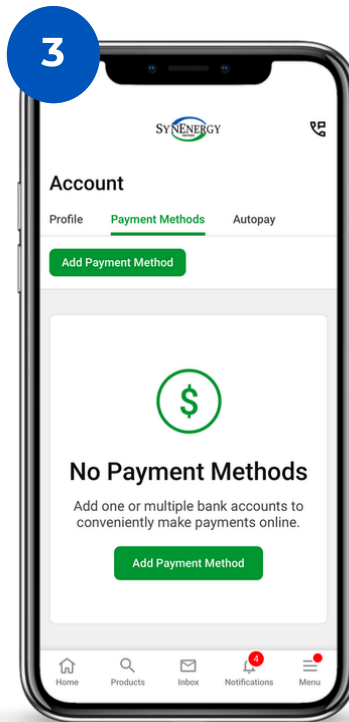 3
SYNENERGY
Account
Profile Payment Methods Autopay
Add Payment Method
$
No Payment Methods
Add one or multiple bank accounts to
conveniently make payments online.
Add Payment Method
4
Home Products Inbox Notifications Menu